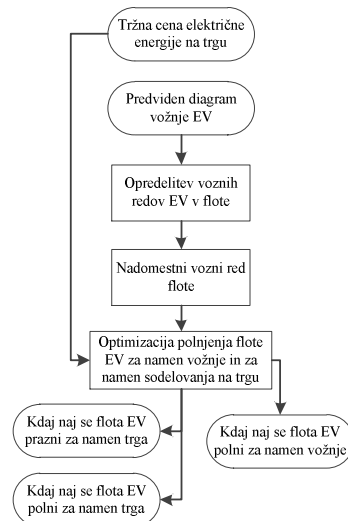 Tržna cena električne
energije na trgu
Predviden diagram
vožnje EV
Opredelitev voznih
redov EV v flote
Nadomestni vozni red
flote
Optimizacija polnjenja flote
EV za namen vožnje in za
namen sodelovanja na trgu
Kdaj naj se flota EV
prazni za namen trga
Kdaj naj se flota EV
polni za namen vožnje
Kdaj naj se flota EV
polni za namen trga